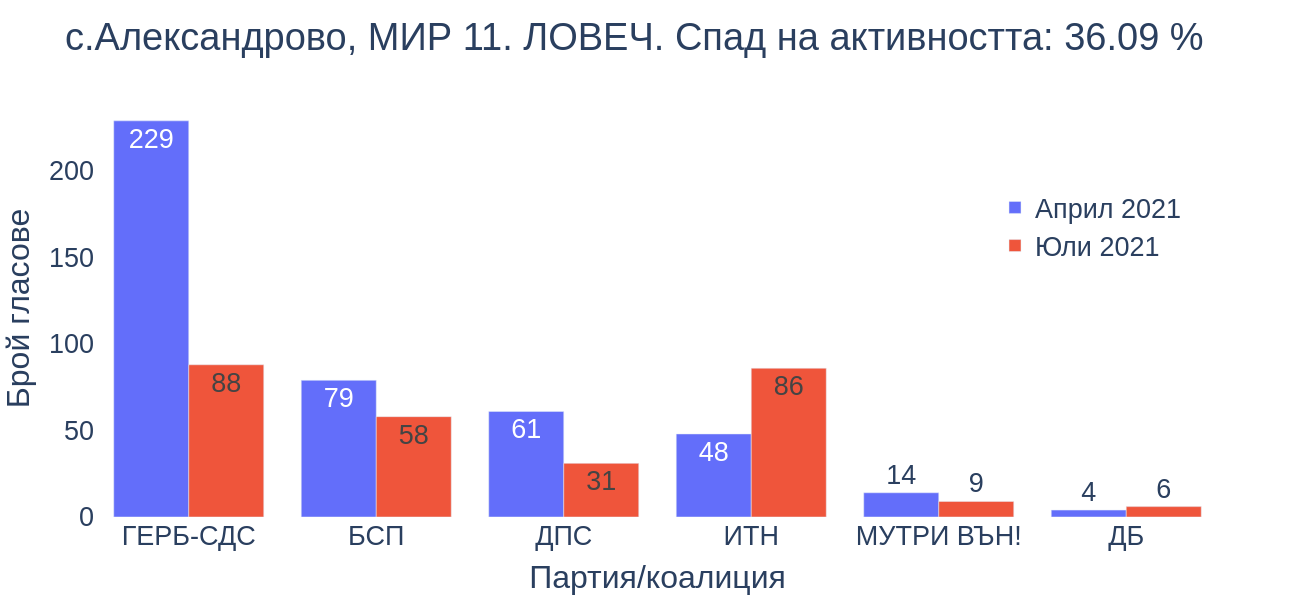 с.Александрово, МИР 11. ЛОВЕЧ. Спад на активността: 36.09 %
Брой гласове
200
150
100
50
0
229
88
79
58
61
31
48
86
14
9
4
6
Април 2021
Юли 2021
ГЕРБ-СДС
БСП
ДПС
ИТН
МУТРИ ВЪН!
ДБ
Партия/коалиция